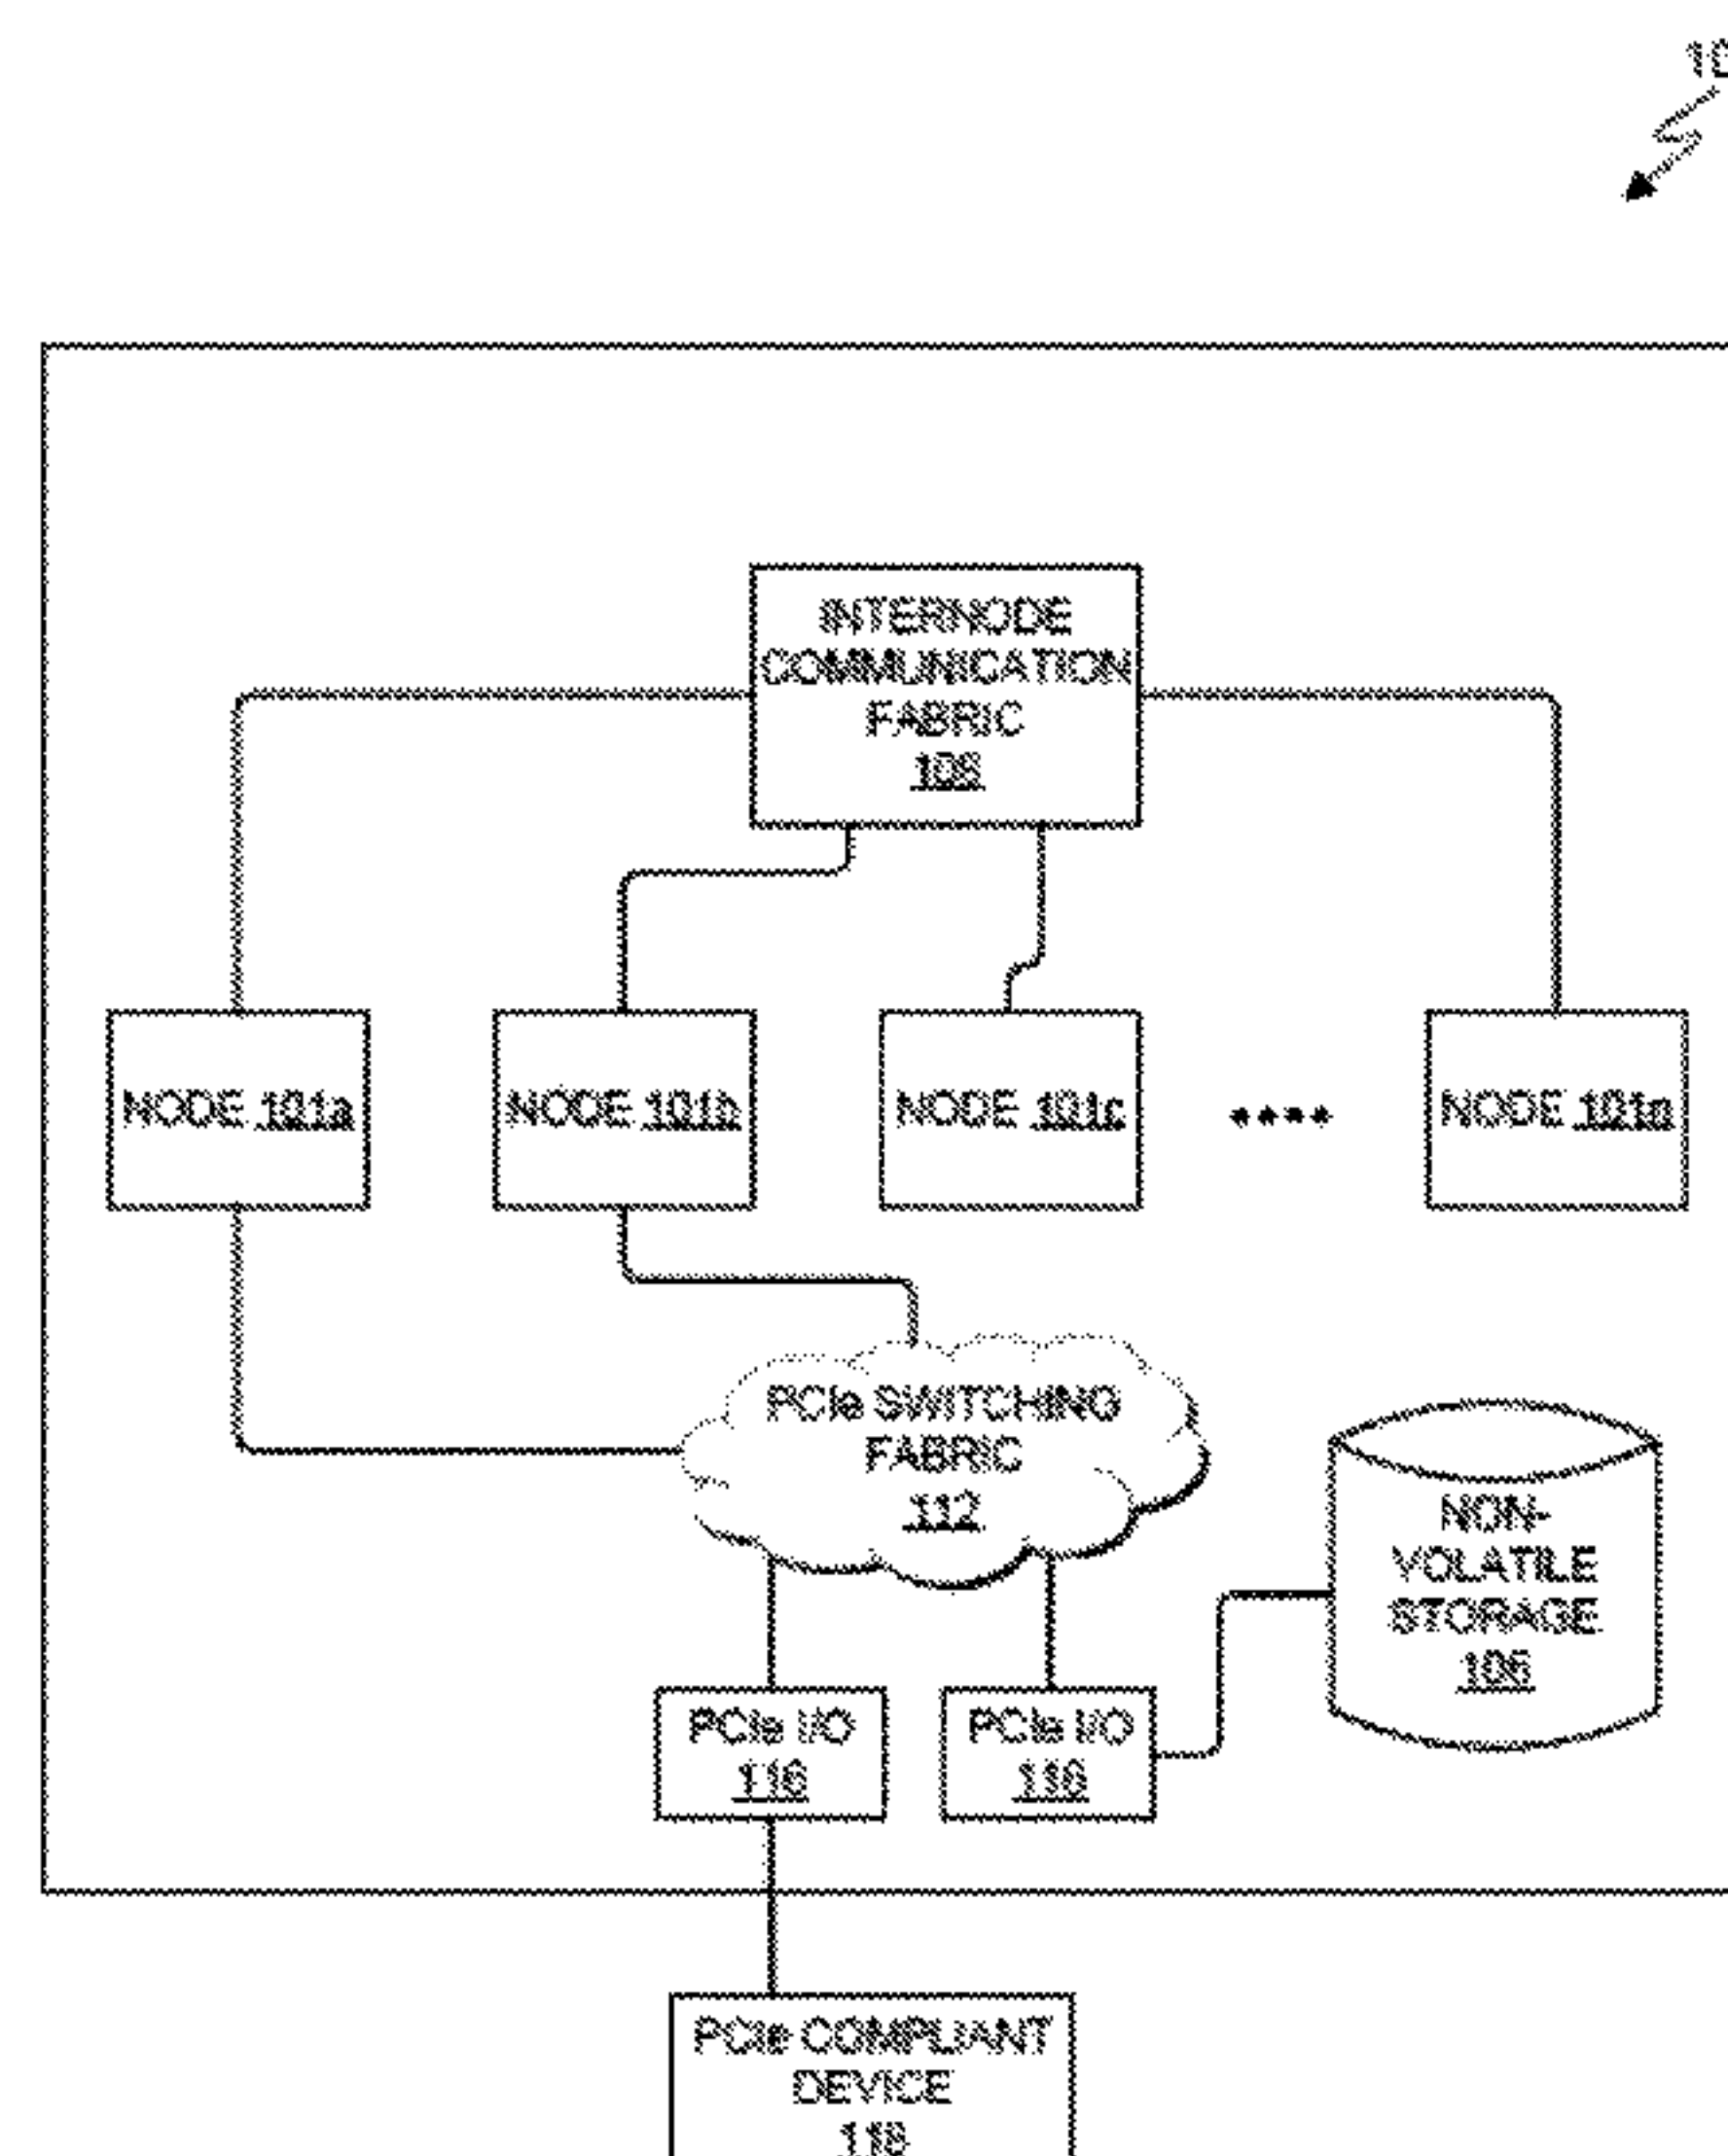 INTERNODE
COMMUNICATION
FABRIC
NODE 101a
NODE 101b
NODE 101c
NODE 101n
PCIe SWITCHING
FABRIC
112
NON-
VOLATILE
STORAGE
106
PCIe I/O
116
PCIe I/O
116
PCIe COMPLIANT
DEVICE
118